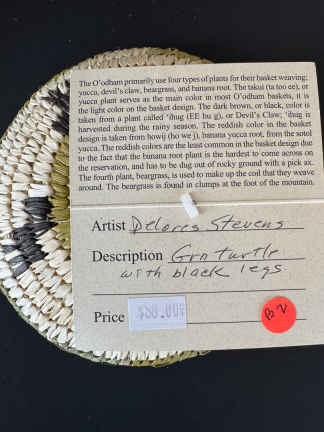 The O'odham primarily use four types of plants for their basket weaving;
yucca, devil's claw, beargrass, and banana root. The takui (ta too ee), or
yucca plant serves as the main color in most O'odham baskets, it is
the light color on the basket design. The dark brown, or black, color is
taken from a plant called 'ihug (EE hu g), or Devil's Claw; 'ihug is
harvested during the rainy season. The reddish color in the basket
design is taken from howij (ho we j), banana yucca root, from the sotol
yucca. The reddish colors are the least common in the basket design due
to the fact that the banana root plant is the hardest to come across on
the reservation, and has to be dug out of rocky ground with a pick ax.
The fourth plant, beargrass, is used to make up the coil that they weave
around. The beargrass is found in clumps at the foot of the mountain.
Artist Delores Stevens
Description Grn turtle
with black legs
Price $80.00
B2